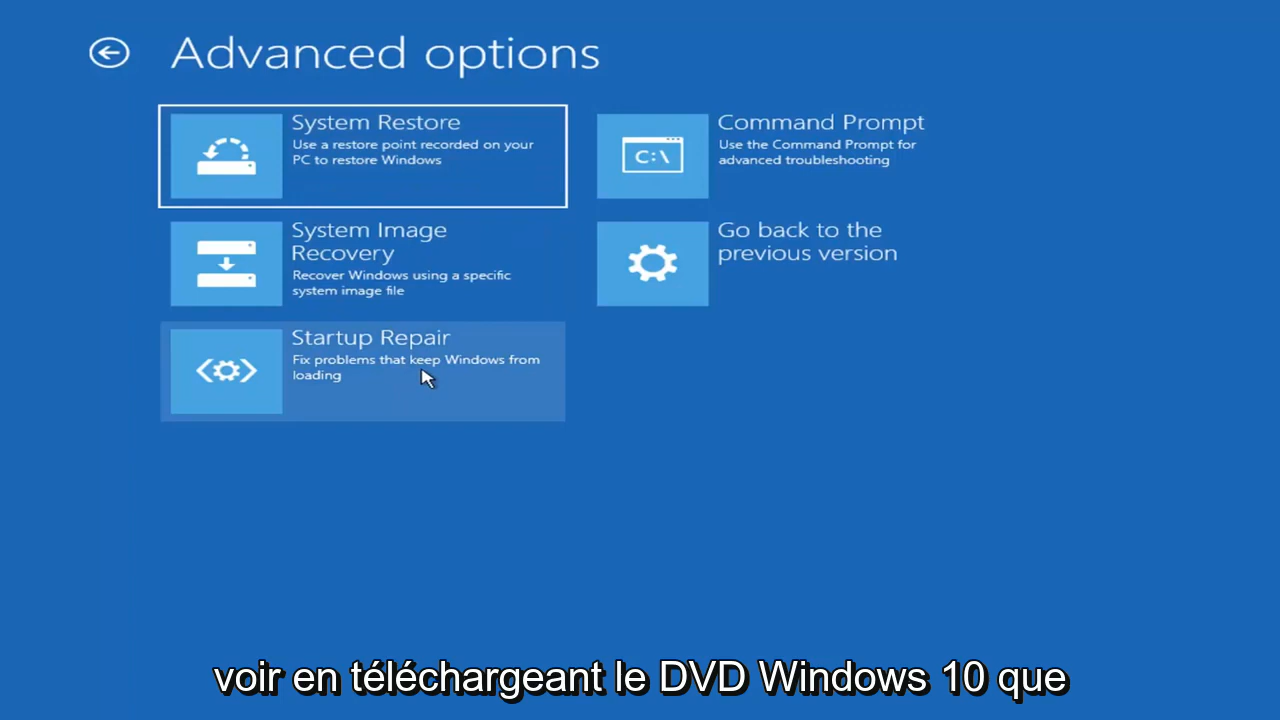 Advanced options
System Restore
Use a restore point recorded on your
PC to restore Windows
System Image
Recovery
Recover Windows using a specific
system image file
Startup Repair
Fix problems that keep Windows from
loading
C:\
Command Prompt
Use the Command Prompt for
advanced troubleshooting
Go back to the
previous version
voir en téléchargeant le DVD Windows 10 que